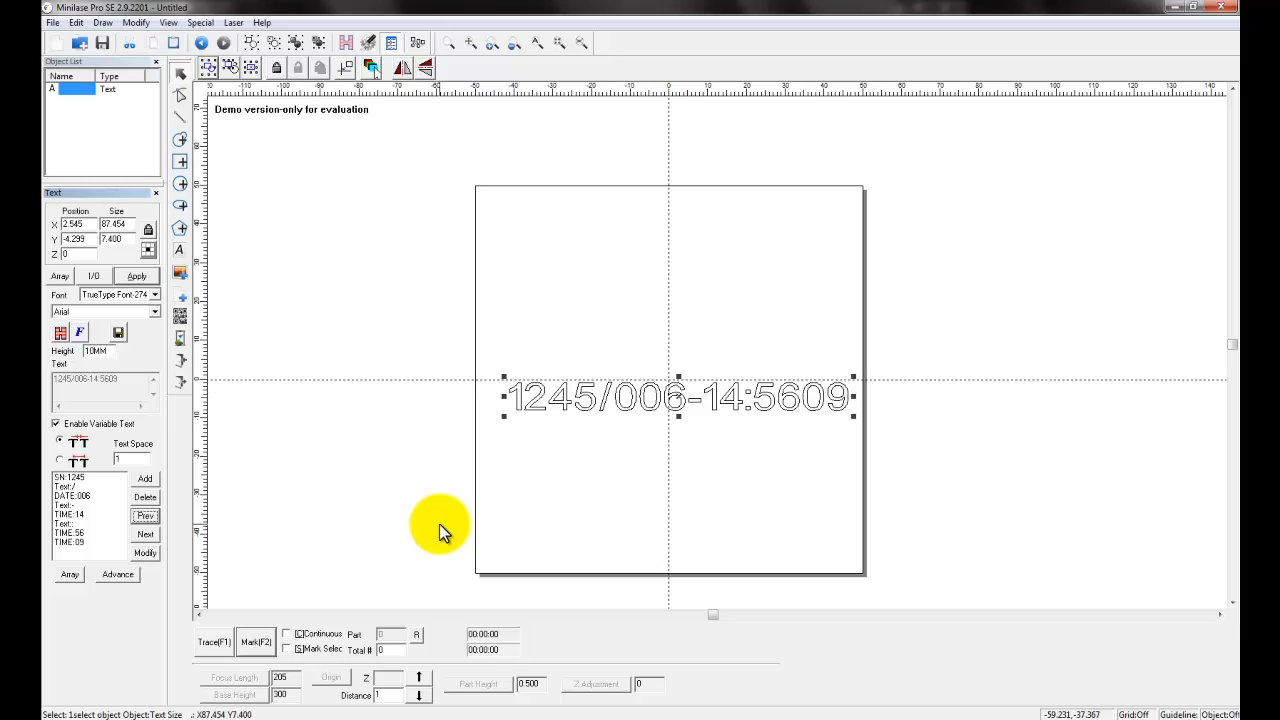 Minilase Pro SE 2.9.2201 - Untitled
File Edit Draw Modify View Special Laser Help
Object List
Name Type
A Text
Demo version-only for evaluation
Text
Position Size
X 2.545 87.454
Y -4.299 7.400
Z 0
Array I/O Apply
Font TrueType Font-274
Arial
F
Height 10MM
Text
1245/006-14:5609
Enable Variable Text
TT Text Space
TT 1
SN:1245
Text:/
DATE:006
Text:-
TIME:14
Text::
TIME:56
TIME:09
Add
Delete
Prev
Next
Modify
Array Advance
1245/006-14:5609
Trace(F1) Mark(F2)
[C]Continuous Part 0 R 00:00:00
[S]Mark Selec Total # 0 00:00:00
Focus Length 205 Origin Z
Base Height 300 Distance 1
Part Height 0.500 Z Adjustment 0
Select: 1select object Object:Text Size .: X87.454 Y7.400
-59.231, -37.367 Grid:Off Guideline: Object:Off